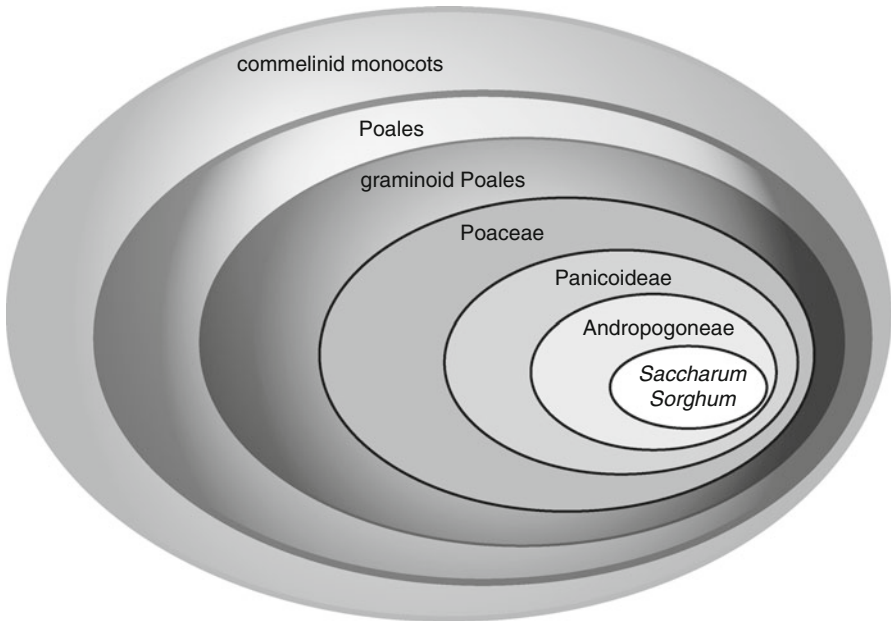 commelinid monocots
Poales
graminoid Poales
Poaceae
Panicoideae
Andropogoneae
Saccharum
Sorghum